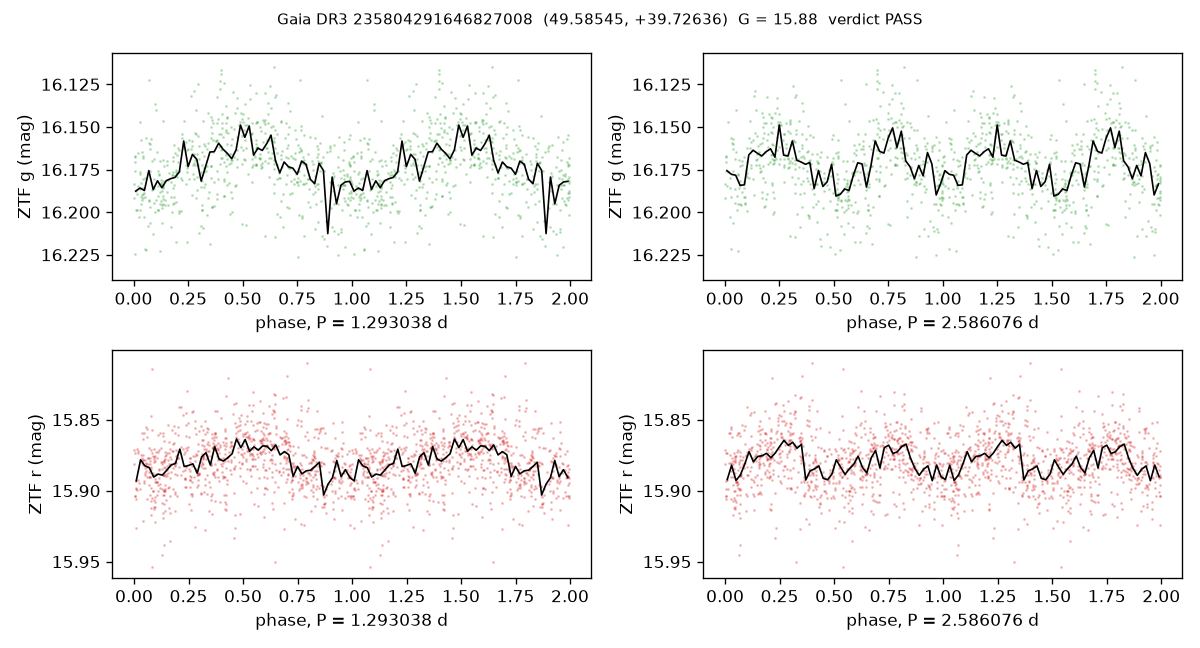 Gaia DR3 235804291646827008  (49.58545, +39.72636)  G = 15.88  verdict PASS
ZTF g (mag)
16.125
16.150
16.175
16.200
16.225
0.00 0.25 0.50 0.75 1.00 1.25 1.50 1.75 2.00
phase, P = 1.293038 d
ZTF g (mag)
16.125
16.150
16.175
16.200
16.225
0.00 0.25 0.50 0.75 1.00 1.25 1.50 1.75 2.00
phase, P = 2.586076 d
ZTF r (mag)
15.85
15.90
15.95
0.00 0.25 0.50 0.75 1.00 1.25 1.50 1.75 2.00
phase, P = 1.293038 d
ZTF r (mag)
15.85
15.90
15.95
0.00 0.25 0.50 0.75 1.00 1.25 1.50 1.75 2.00
phase, P = 2.586076 d